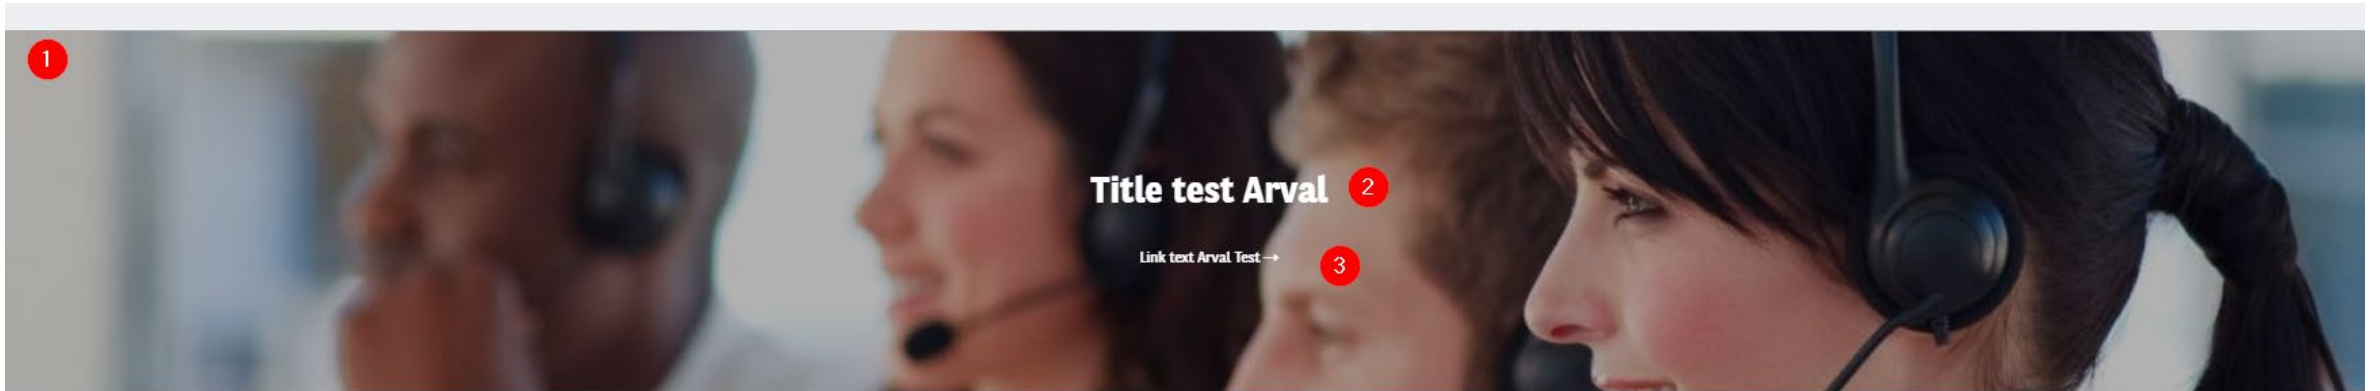 1
Title test Arval 2
Link text Arval Test→ 3